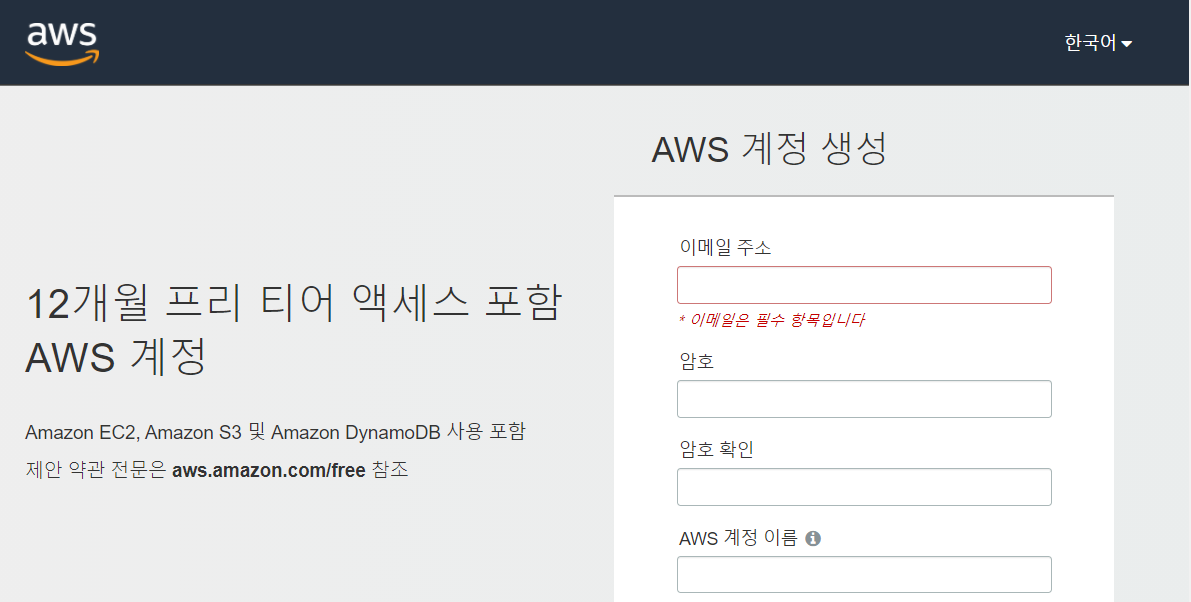 aws
한국어
AWS 계정 생성
12개월 프리 티어 액세스 포함
AWS 계정
Amazon EC2, Amazon S3 및 Amazon DynamoDB 사용 포함
제안 약관 전문은 aws.amazon.com/free 참조
이메일 주소
* 이메일은 필수 항목입니다
암호
암호 확인
AWS 계정 이름